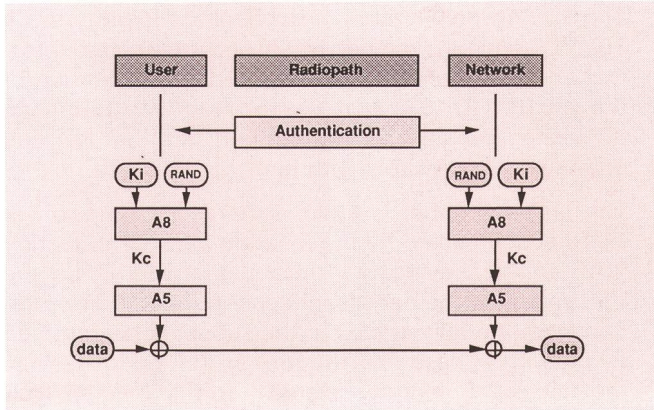 User Radiopath Network
Authentication
Ki RAND RAND Ki
A8 A8
Kc Kc
A5 A5
data data